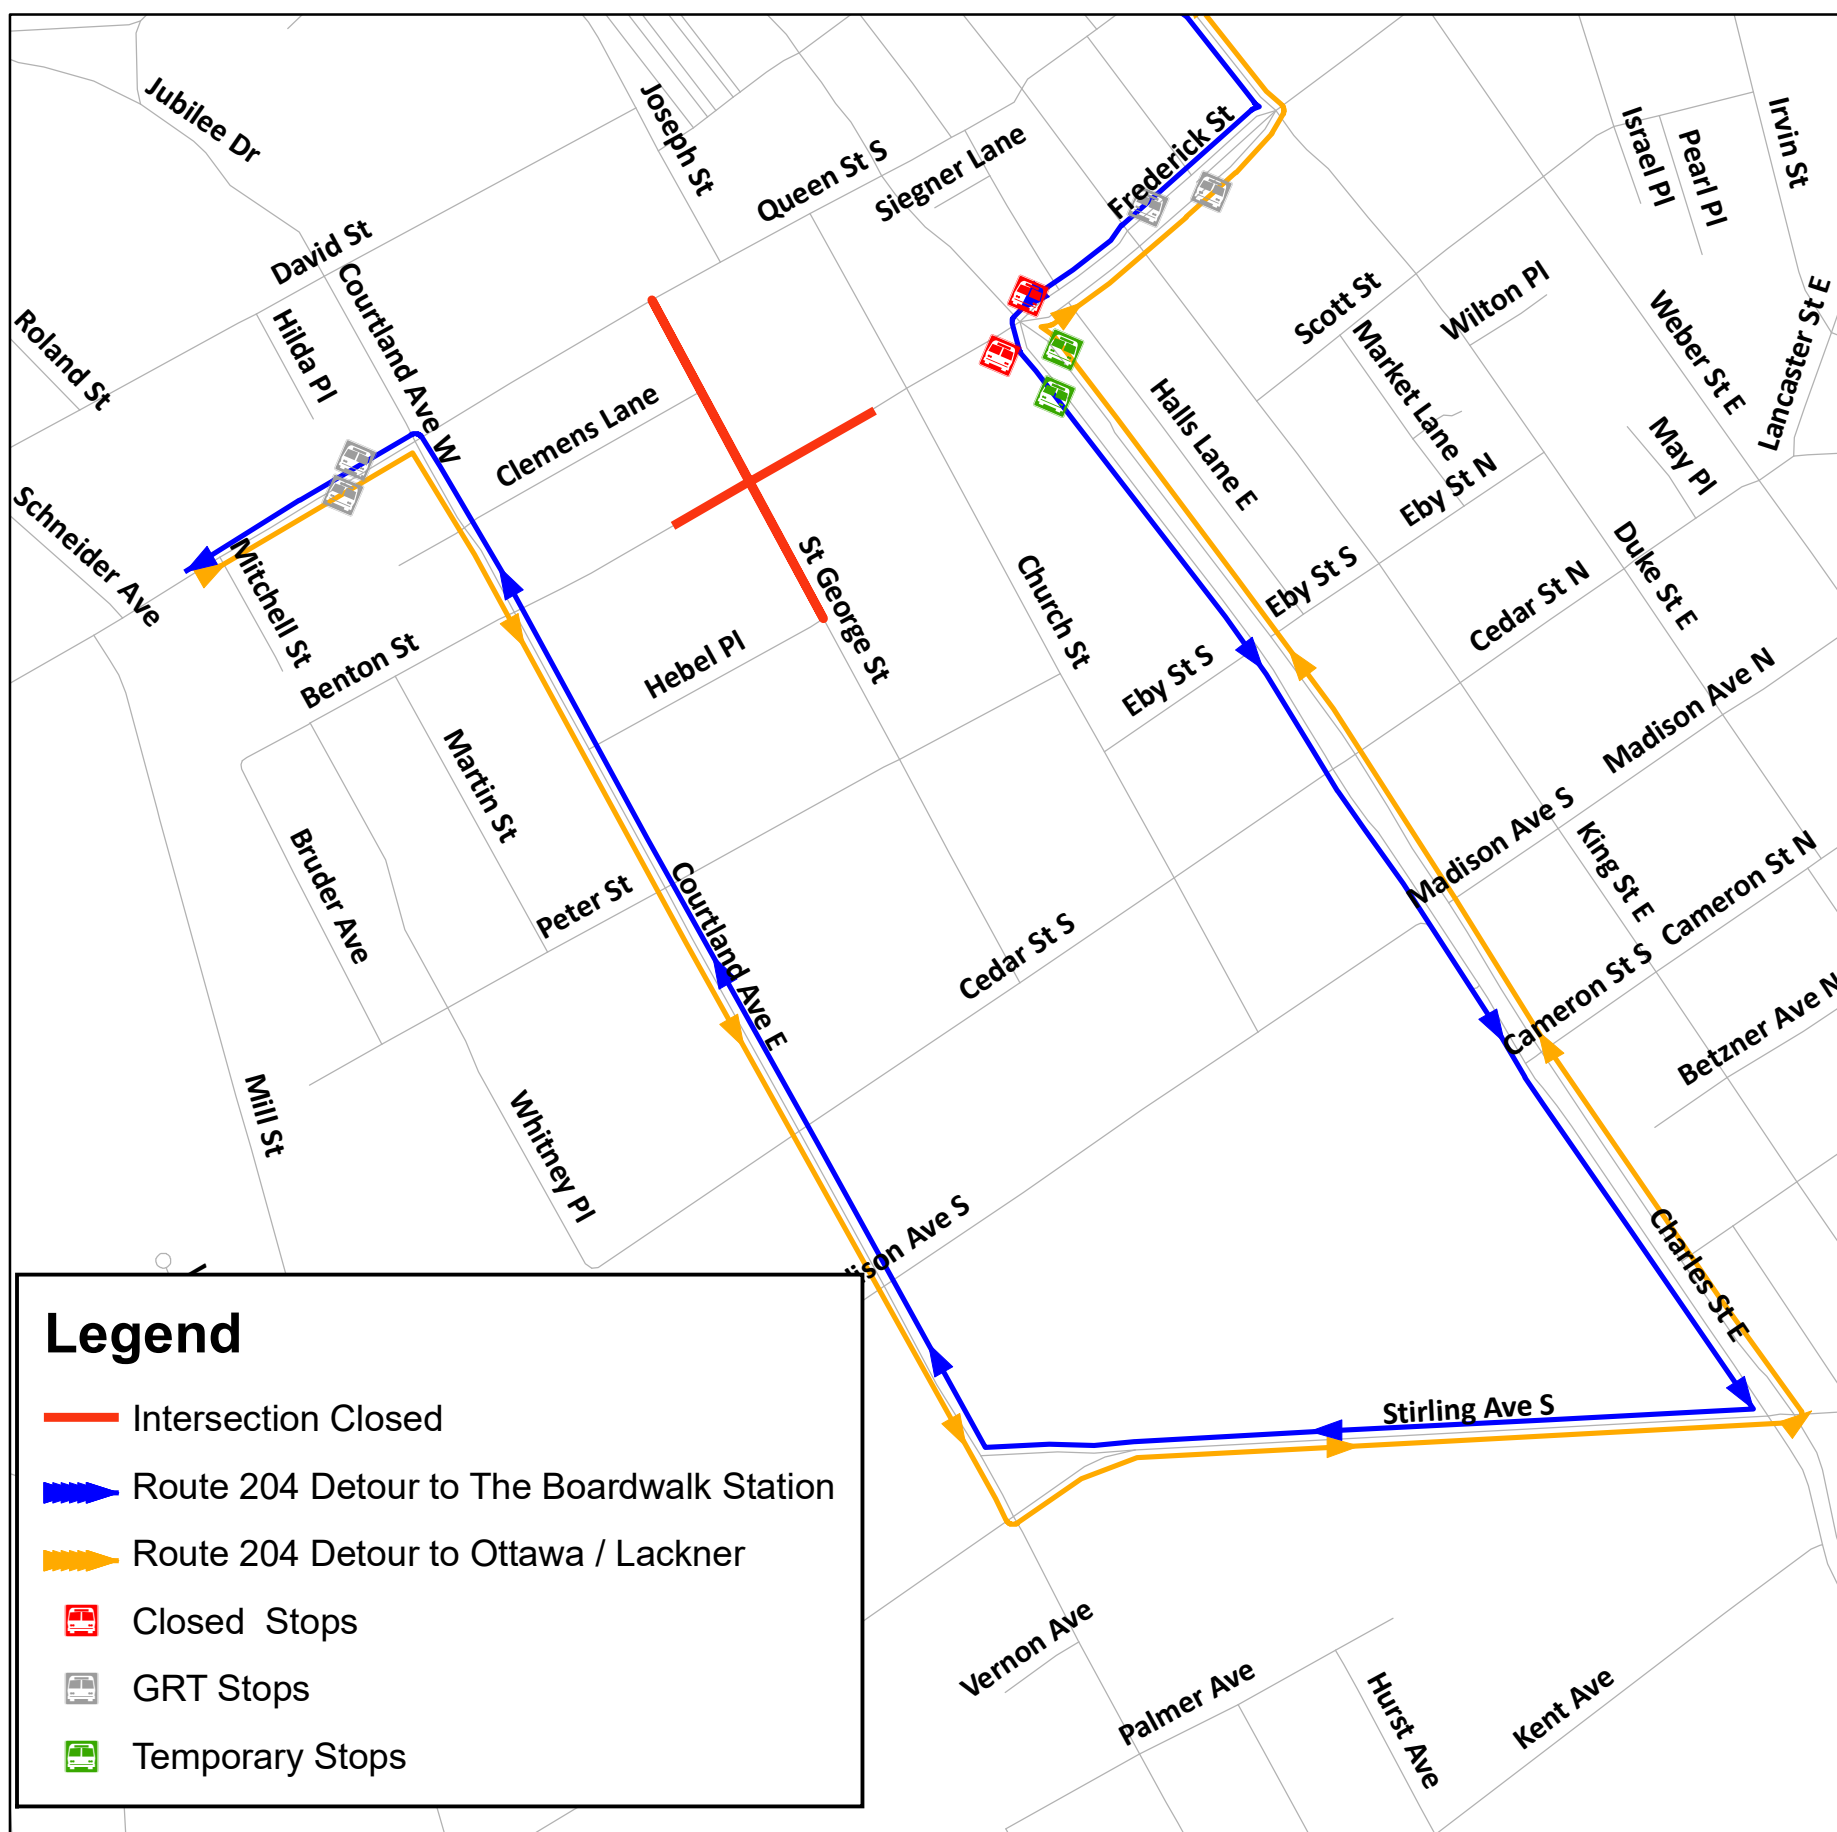 Jubilee Dr
Joseph St
Queen St S
Siegner Lane
Frederick St
Israel Pl
Pearl Pl
Irvin St
David St
Courtland Ave W
Hilda Pl
Roland St
Scott St
Wilton Pl
Market Lane
Weber St E
Lancaster St E
Clemens Lane
Halls Lane E
Eby St N
May Pl
Schneider Ave
Mitchell St
St George St
Church St
Eby St S
Cedar St N
Duke St E
Benton St
Hebel Pl
Eby St S
Madison Ave N
Martin St
Bruder Ave
Peter St
Courtland Ave E
Cedar St S
Madison Ave S
King St E
Cameron St N
Cameron St S
Betzner Ave N
Mill St
Whitney Pl
ison Ave S
Charles St E
Stirling Ave S
Vernon Ave
Palmer Ave
Hurst Ave
Kent Ave
Legend
Intersection Closed
Route 204 Detour to The Boardwalk Station
Route 204 Detour to Ottawa / Lackner
Closed  Stops
GRT Stops
Temporary Stops